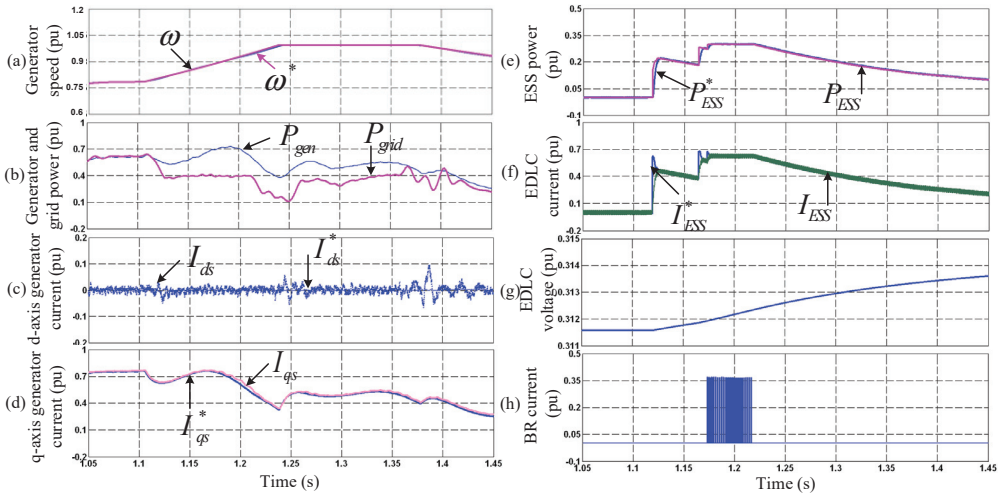 (a)
Generator
speed (pu)
1.05
0.9
0.75
0.6
ω
ω*
(b)
Generator and
grid power (pu)
1
0.7
0.4
0.1
-0.2
P_gen
P_grid
(c)
d-axis generator
current (pu)
0.2
0.1
0
-0.1
0.2
I_ds
I*_ds
(d)
q-axis generator
current (pu)
1
0.7
0.4
0.2
I*_qs
I_qs
1.05 1.1 1.15 1.2 1.25 1.3 1.35 1.4 1.45
Time (s)
(e)
ESS power
(pu)
0.5
0.35
0.2
0.05
-0.1
P*_ESS
P_ESS
(f)
EDLC
current (pu)
1
0.7
0.4
0.1
-0.2
I*_ESS
I_ESS
(g)
EDLC
voltage (pu)
0.315
0.314
0.313
0.312
0.311
(h)
BR current
(pu)
0.5
0.35
0.2
0.05
-0.1
1.05 1.1 1.15 1.2 1.25 1.3 1.35 1.4 1.45
Time (s)